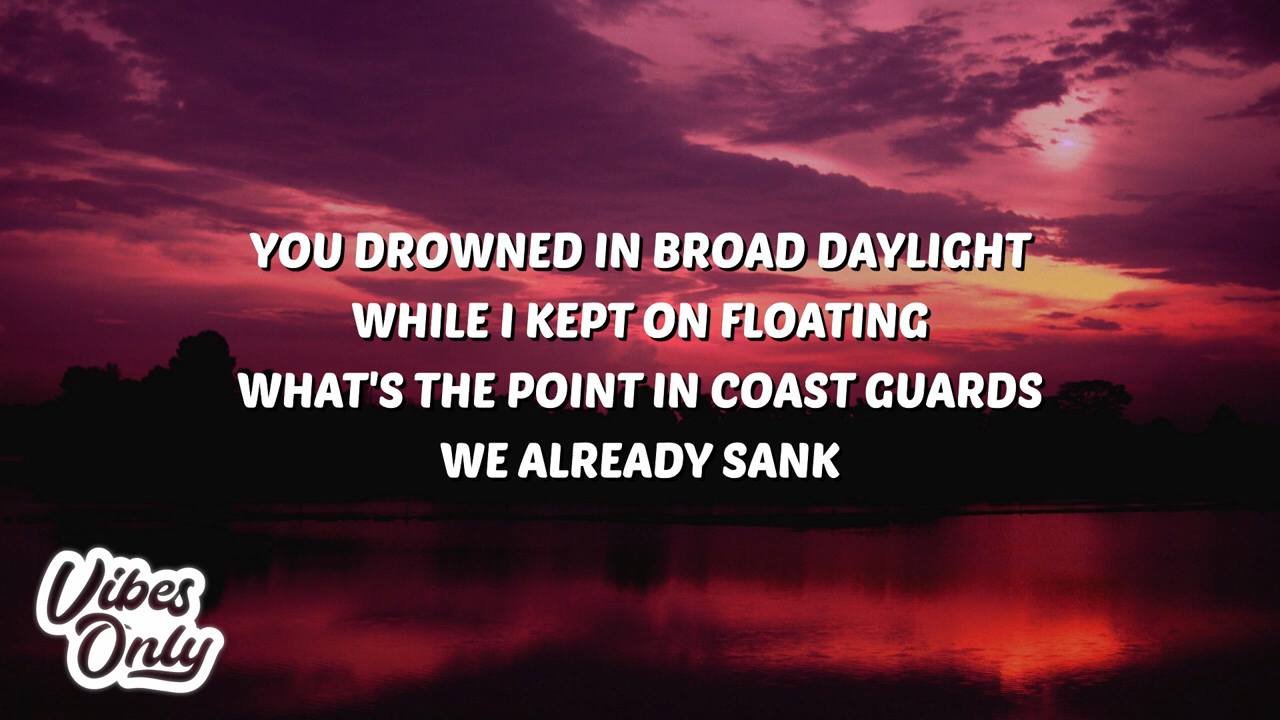 YOU DROWNED IN BROAD DAYLIGHT
WHILE I KEPT ON FLOATING
WHAT'S THE POINT IN COAST GUARDS
WE ALREADY SANK
Vibes
Only